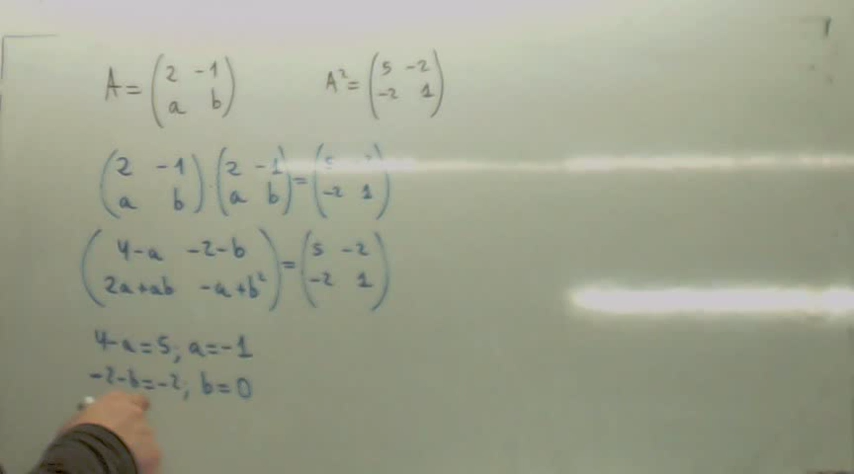 A = (2 -1 / a b) A² = (5 -2 / -2 1)
(2 -1 / a b) · (2 -1 / a b) = (5 -2 / -2 1)
(4-a -2-b / 2a+ab -a+b²) = (5 -2 / -2 1)
4-a=5; a=-1
-2-b=-2; b=0